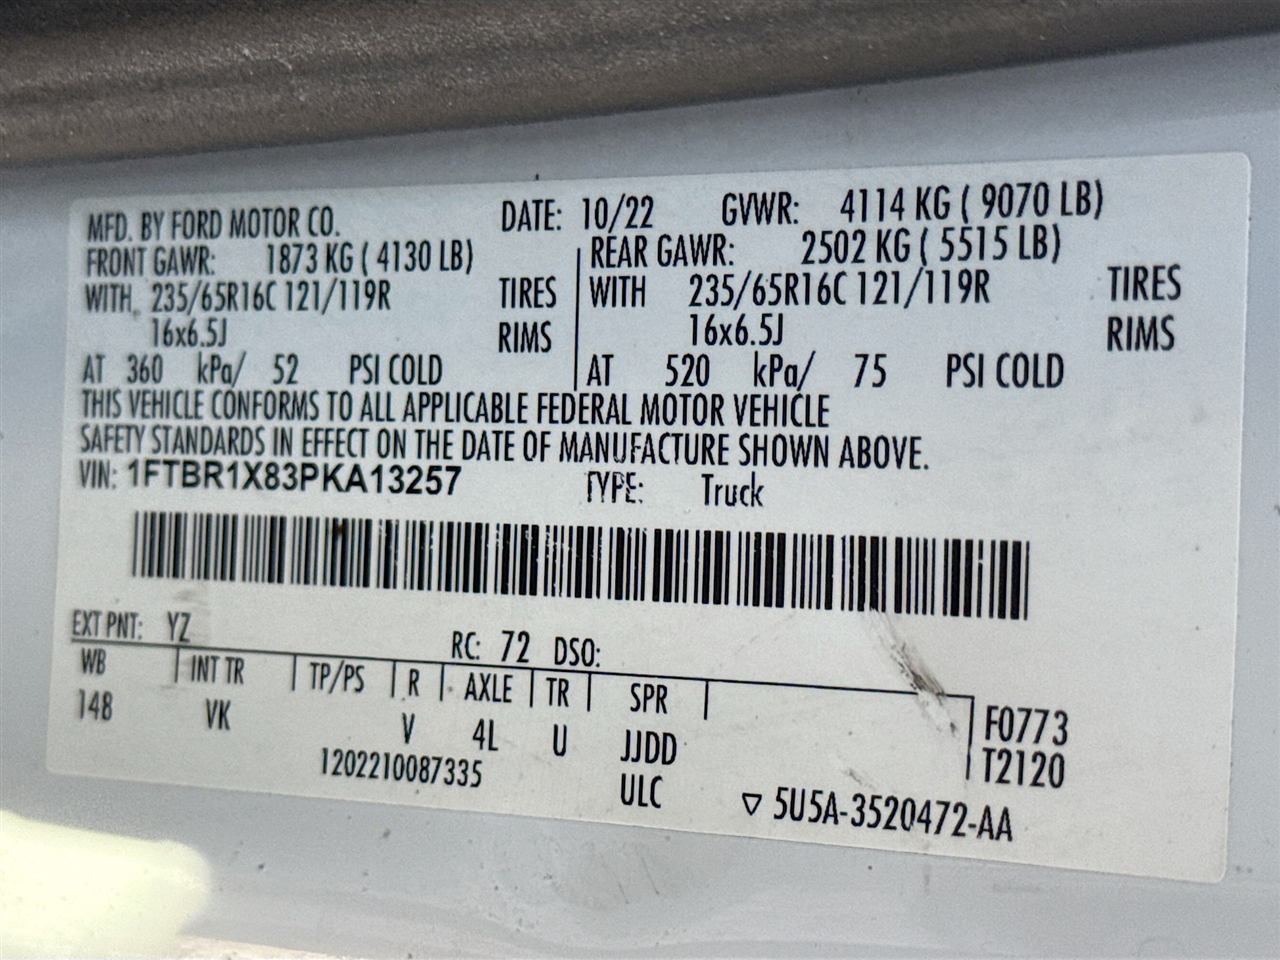 MFD. BY FORD MOTOR CO. DATE: 10/22 GVWR: 4114 KG ( 9070 LB)
FRONT GAWR: 1873 KG ( 4130 LB) REAR GAWR: 2502 KG ( 5515 LB)
WITH 235/65R16C 121/119R TIRES WITH 235/65R16C 121/119R TIRES
16x6.5J RIMS 16x6.5J RIMS
AT 360 kPa/ 52 PSI COLD AT 520 kPa/ 75 PSI COLD
THIS VEHICLE CONFORMS TO ALL APPLICABLE FEDERAL MOTOR VEHICLE
SAFETY STANDARDS IN EFFECT ON THE DATE OF MANUFACTURE SHOWN ABOVE.
VIN: 1FTBR1X83PKA13257 TYPE: Truck
EXT PNT: YZ RC: 72 DSO:
WB INT TR TP/PS R AXLE TR SPR
148 VK V 4L U JJDD F0773
1202210087335 ULC T2120
5U5A-3520472-AA